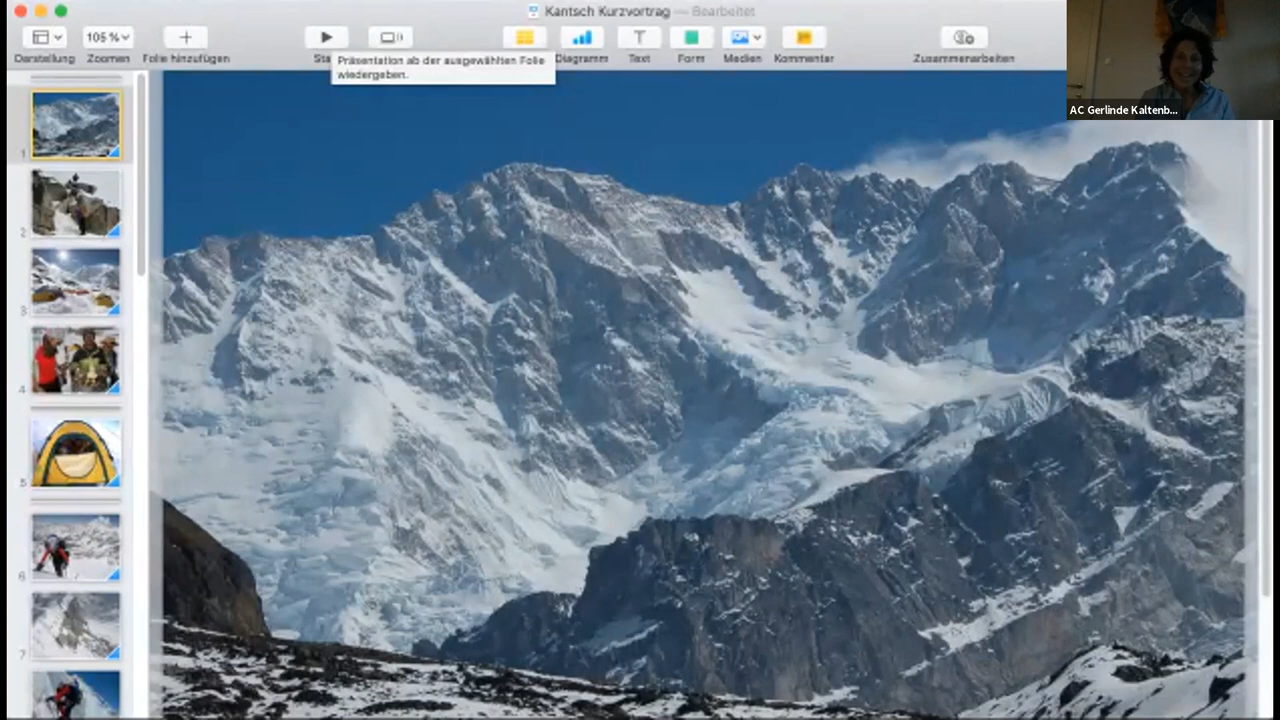 Kantsch Kurzvortrag — Bearbeitet
105 %
Darstellung
Zoomen
Folie hinzufügen
Präsentation ab der ausgewählten Folie
wiedergeben.
Diagramm
Text
Form
Medien
Kommentar
Zusammenarbeiten
AC Gerlinde Kaltenb...
1
2
3
4
5
6
7